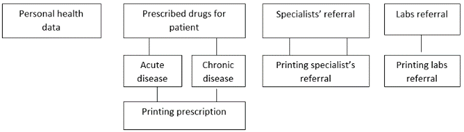 Personal health
data
Prescribed drugs for
patient
Specialists' referral
Labs referral
Acute
disease
Chronic
disease
Printing specialist's
referral
Printing labs
referral
Printing prescription